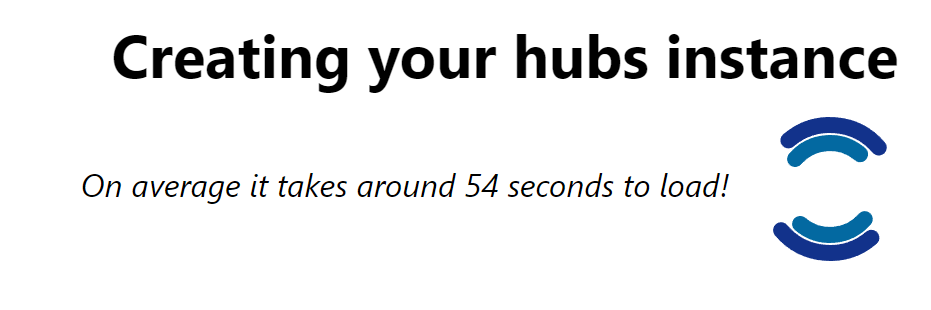 Creating your hubs instance
On average it takes around 54 seconds to load!